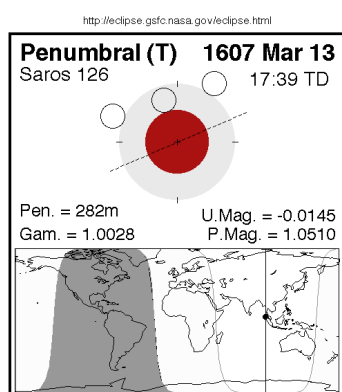 http://eclipse.gsfc.nasa.gov/eclipse.html
Penumbral (T) 1607 Mar 13
Saros 126 17:39 TD
Pen. = 282m U.Mag. = -0.0145
Gam. = 1.0028 P.Mag. = 1.0510